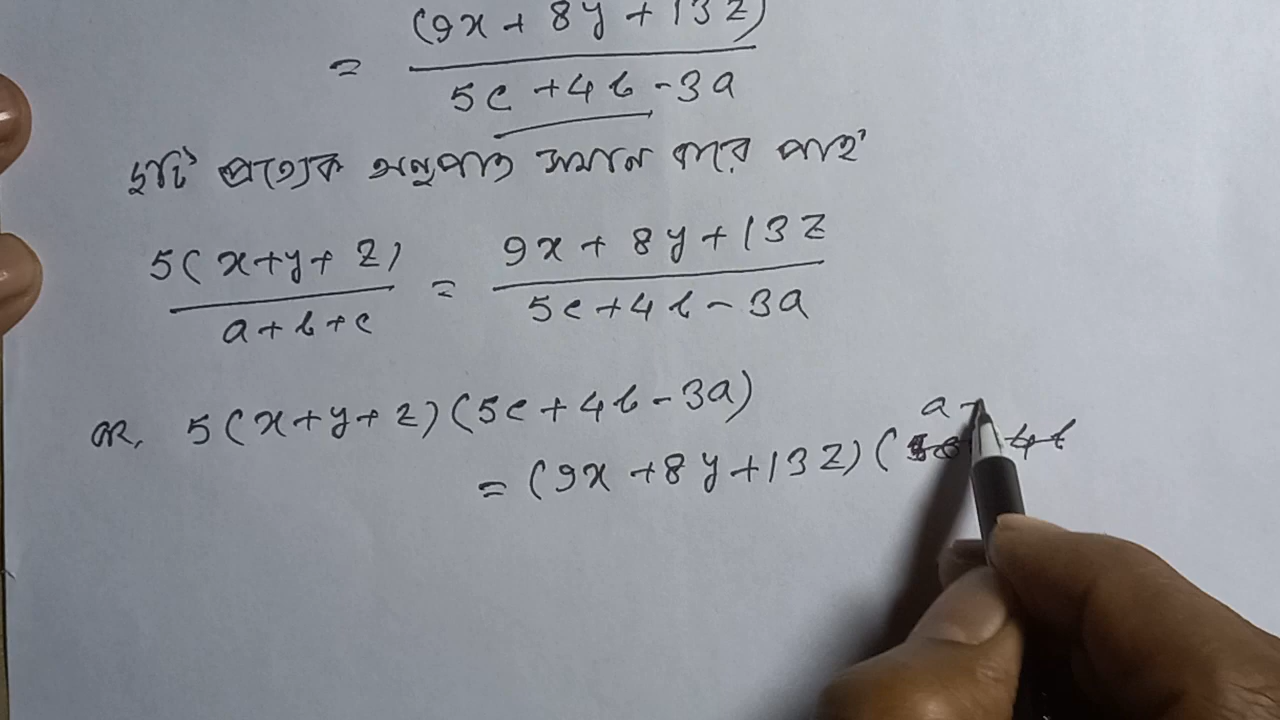 (9x + 8y + 13z)
= ─────────
5c + 4b - 3a
প্রত্যেক অনুপাত সমান করে পাই
5(x+y+z) / a+b+c = 9x + 8y + 13z / 5c + 4b - 3a
or, 5(x+y+z)(5c+4b-3a)
a -
= (9x+8y+13z)( 4b